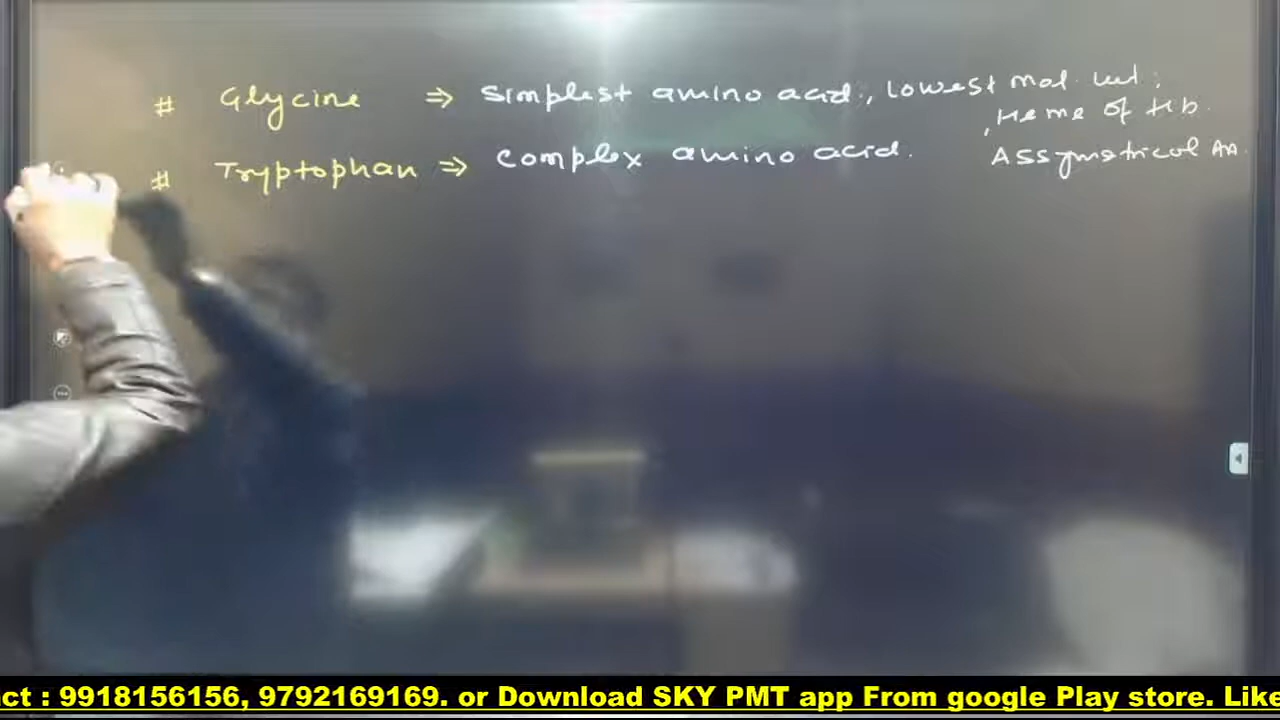 # Glycine ⇒ Simplest amino acid., Lowest mol. wt. ;
, Heme of Hb.
Assymetrical AA.
# Tryptophan ⇒ Complex amino acid.
ct : 9918156156, 9792169169. or Download SKY PMT app From google Play store. Like